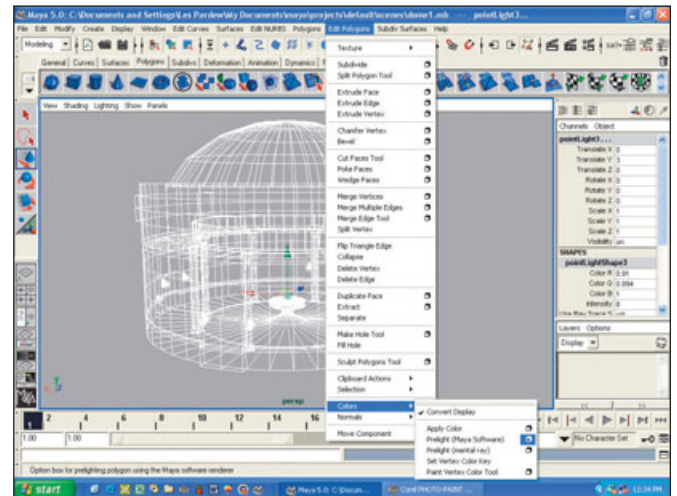 Maya 5.0: C:\Documents and Settings\Les Pardew\My Documents\maya\projects\default\scenes\dome1.mb --- pointLight3...
File Edit Modify Create Display Window Edit Curves Surfaces Edit NURBS Polygons Edit Polygons Subdiv Surfaces Help
Modeling
General Curves Surfaces Polygons Subdivs Deformation Animation Dynamics
View Shading Lighting Show Panels
Texture
Subdivide
Split Polygon Tool
Extrude Face
Extrude Edge
Extrude Vertex
Chamfer Vertex
Bevel
Cut Faces Tool
Poke Faces
Wedge Faces
Merge Vertices
Merge Multiple Edges
Merge Edge Tool
Split Vertex
Flip Triangle Edge
Collapse
Delete Vertex
Delete Edge
Duplicate Face
Extract
Separate
Make Hole Tool
Fill Hole
Sculpt Polygons Tool
Clipboard Actions
Selection
Colors
Normals
Move Component
Convert Display
Apply Color
Prelight (Maya Software)
Prelight (mental ray)
Set Vertex Color Key
Paint Vertex Color Tool
Channels Object
pointLight3 ...
Translate X 0
Translate Y 3
Translate Z 0
Rotate X 0
Rotate Y 0
Rotate Z 0
Scale X 1
Scale Y 1
Scale Z 1
Visibility on
SHAPES
pointLightShape3
Color R 0.91
Color G 0.898
Color B 1
Intensity 8
Layers Options
Display
persp
2 4 6 8 10 12 14 16
1.00 1.00
No Character Set
Option box for prelighting polygon using the Maya software renderer
start
Maya 5.0: C:\Docum...
Corel PHOTO-PAINT ...
12:34 PM